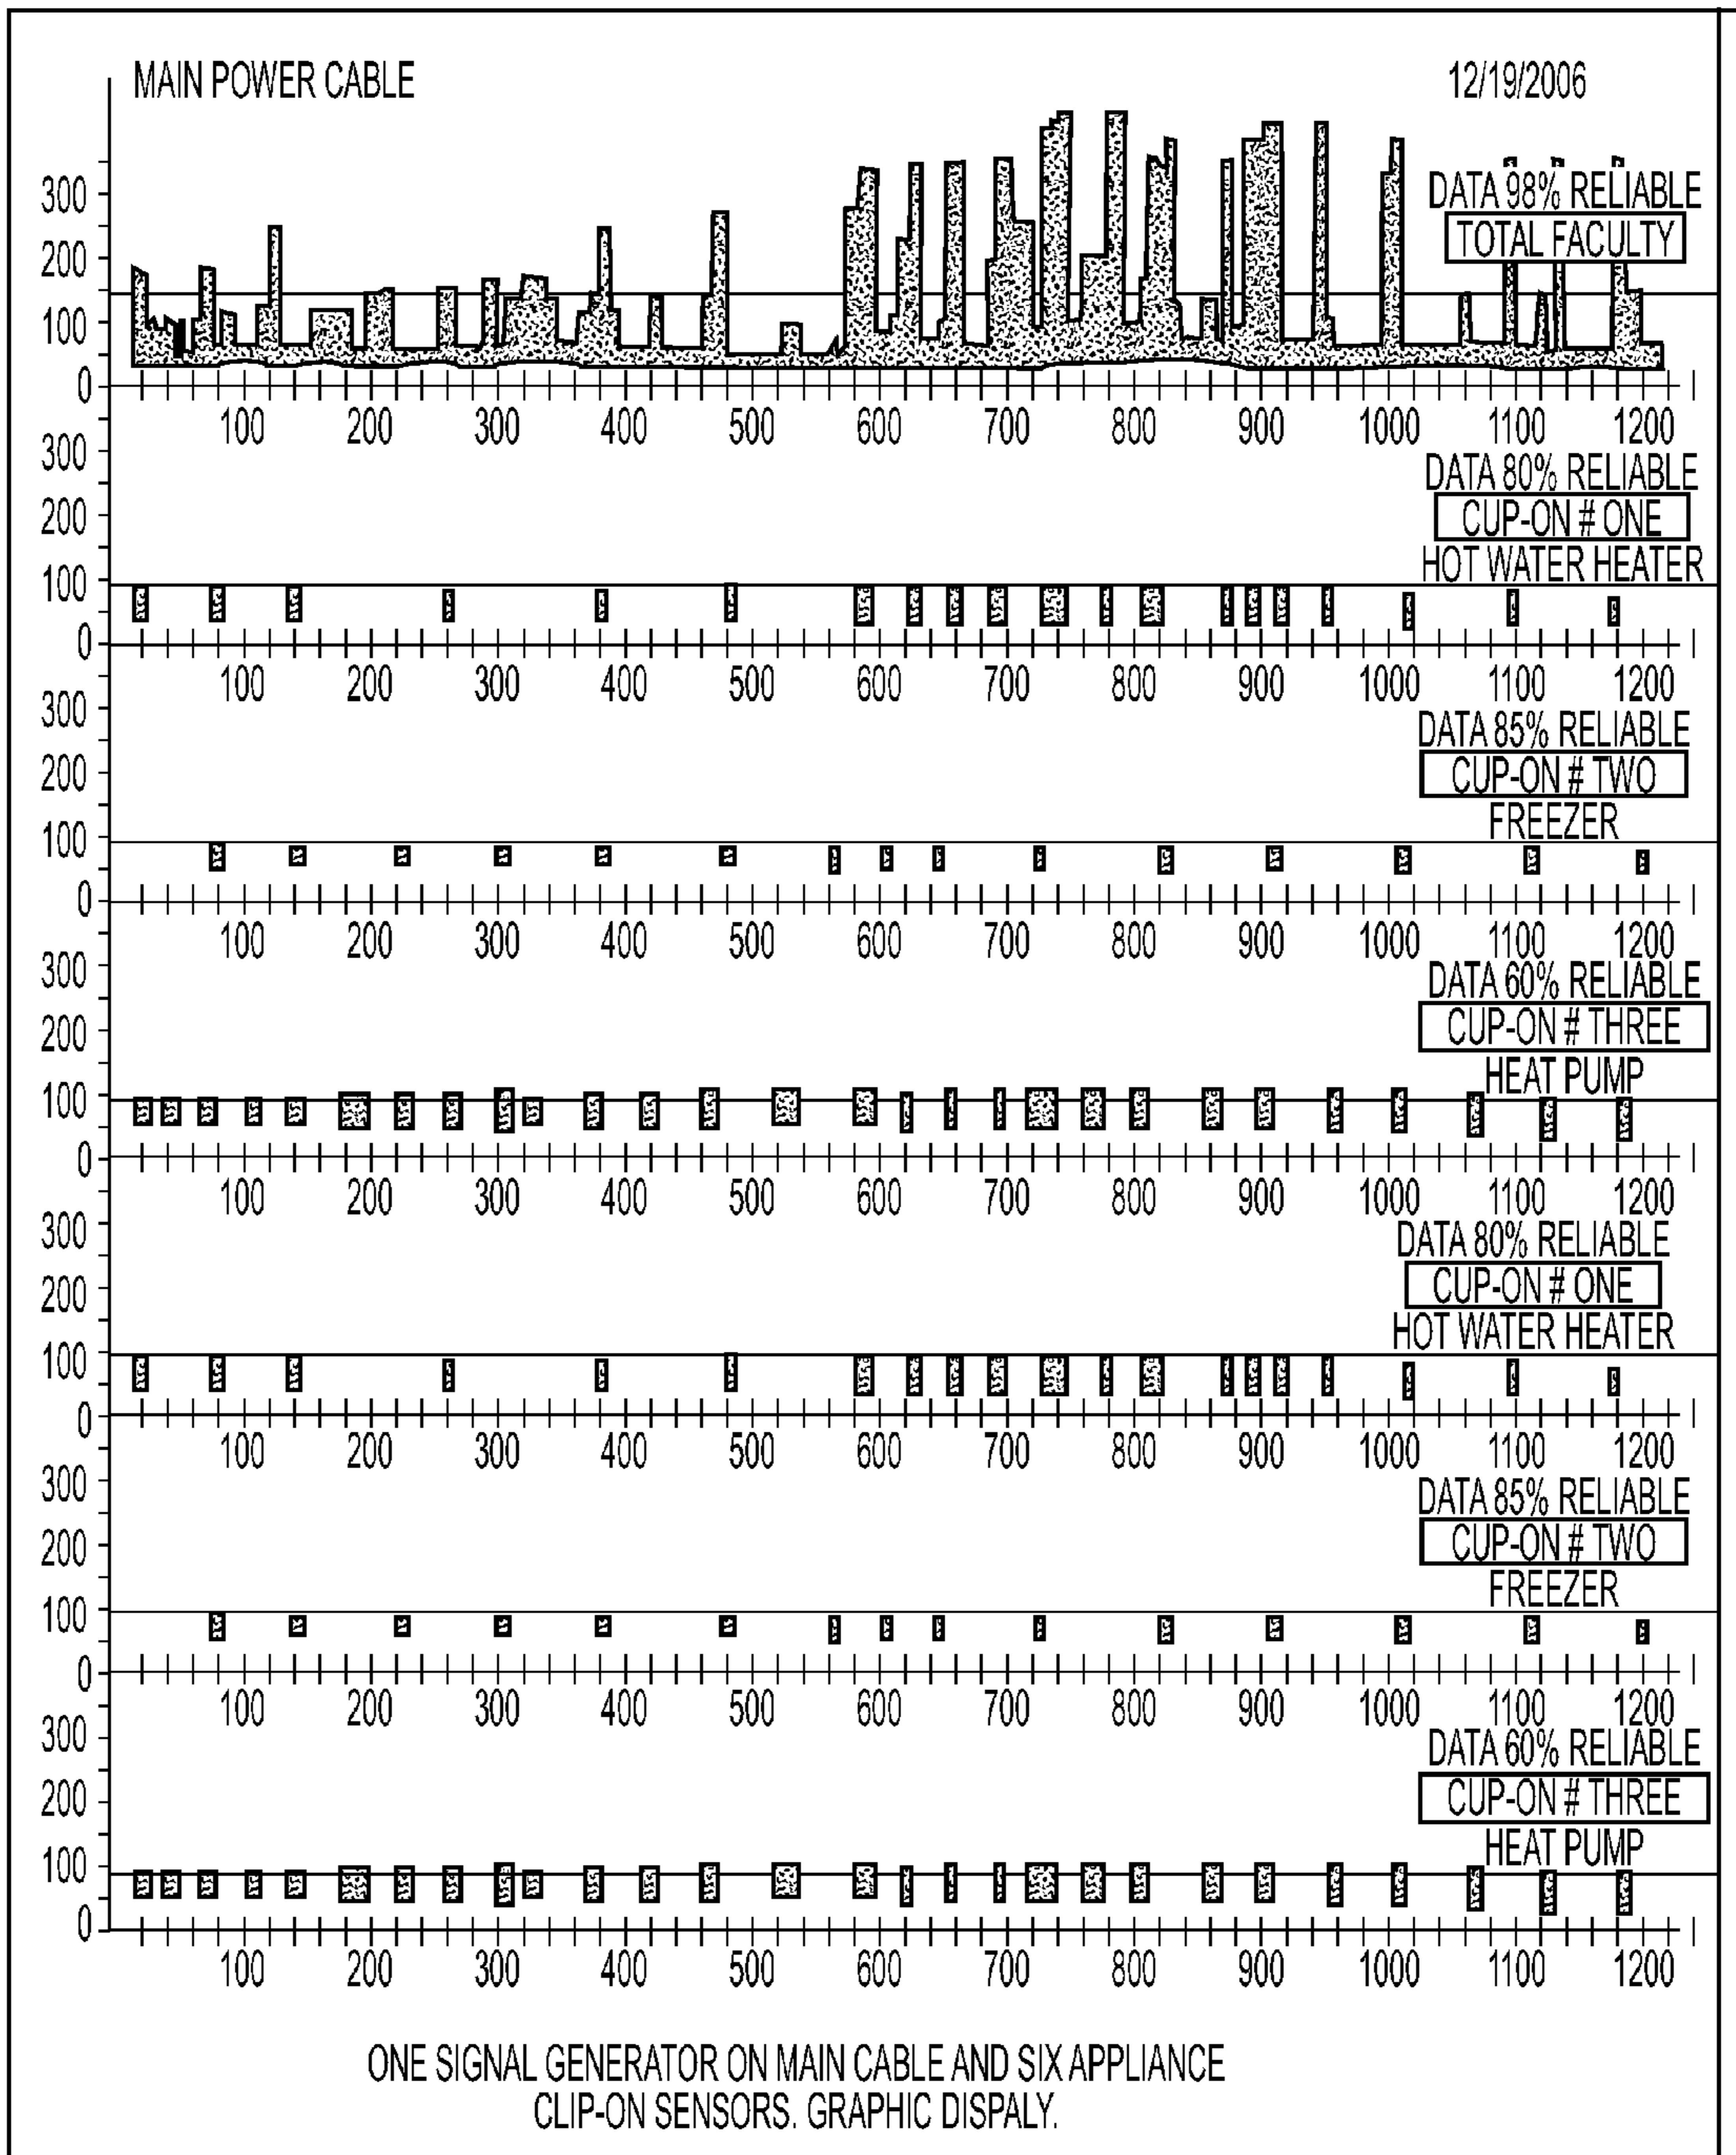 MAIN POWER CABLE
12/19/2006
300
200
100
0
DATA 98% RELIABLE
TOTAL FACULTY
100 200 300 400 500 600 700 800 900 1000 1100 1200
300
200
100
0
DATA 80% RELIABLE
CUP-ON # ONE
HOT WATER HEATER
100 200 300 400 500 600 700 800 900 1000 1100 1200
300
200
100
0
DATA 85% RELIABLE
CUP-ON # TWO
FREEZER
100 200 300 400 500 600 700 800 900 1000 1100 1200
300
200
100
0
DATA 60% RELIABLE
CUP-ON # THREE
HEAT PUMP
100 200 300 400 500 600 700 800 900 1000 1100 1200
300
200
100
0
DATA 80% RELIABLE
CUP-ON # ONE
HOT WATER HEATER
100 200 300 400 500 600 700 800 900 1000 1100 1200
300
200
100
0
DATA 85% RELIABLE
CUP-ON # TWO
FREEZER
100 200 300 400 500 600 700 800 900 1000 1100 1200
300
200
100
0
DATA 60% RELIABLE
CUP-ON # THREE
HEAT PUMP
100 200 300 400 500 600 700 800 900 1000 1100 1200
ONE SIGNAL GENERATOR ON MAIN CABLE AND SIX APPLIANCE
CLIP-ON SENSORS. GRAPHIC DISPALY.